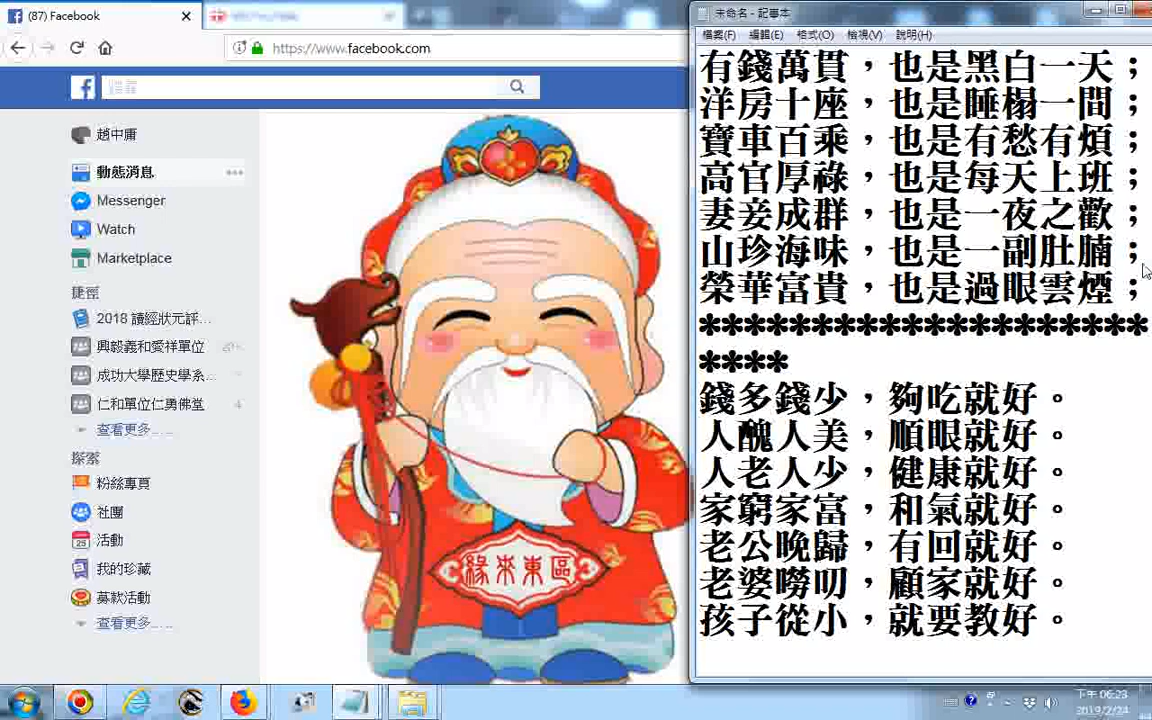 (87) Facebook
https://www.facebook.com
趙中庸
動態消息
Messenger
Watch
Marketplace
捷徑
2018 讀經狀元評...
興毅義和愛祥單位
20+
成功大學歷史學系...
仁和單位仁勇佛堂
4
查看更多...
探索
粉絲專頁
社團
活動
我的珍藏
募款活動
查看更多...
緣來東區
未命名 - 記事本
檔案(F) 編輯(E) 格式(O) 檢視(V) 說明(H)
有錢萬貫，也是黑白一天；
洋房十座，也是睡榻一間；
寶車百乘，也是有愁有煩；
高官厚祿，也是每天上班；
妻妾成群，也是一夜之歡；
山珍海味，也是一副肚腩；
榮華富貴，也是過眼雲煙；
✽✽✽✽✽✽✽✽✽✽✽✽✽✽✽✽✽✽✽✽
✽✽✽✽
錢多錢少，夠吃就好。
人醜人美，順眼就好。
人老人少，健康就好。
家窮家富，和氣就好。
老公晚歸，有回就好。
老婆嘮叨，顧家就好。
孩子從小，就要教好。
下午 06:23
2019/2/24